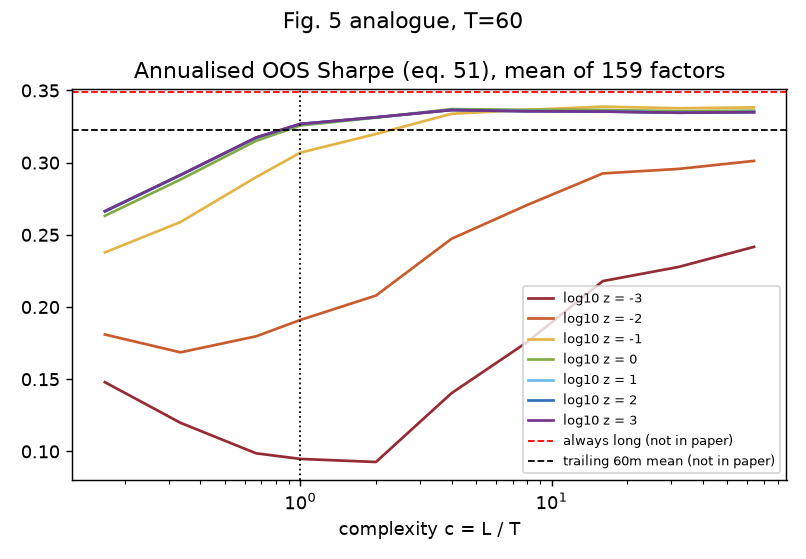 Fig. 5 analogue, T=60
Annualised OOS Sharpe (eq. 51), mean of 159 factors
0.35
0.30
0.25
0.20
0.15
0.10
log10 z = -3
log10 z = -2
log10 z = -1
log10 z = 0
log10 z = 1
log10 z = 2
log10 z = 3
always long (not in paper)
trailing 60m mean (not in paper)
10⁰ 10¹
complexity c = L / T